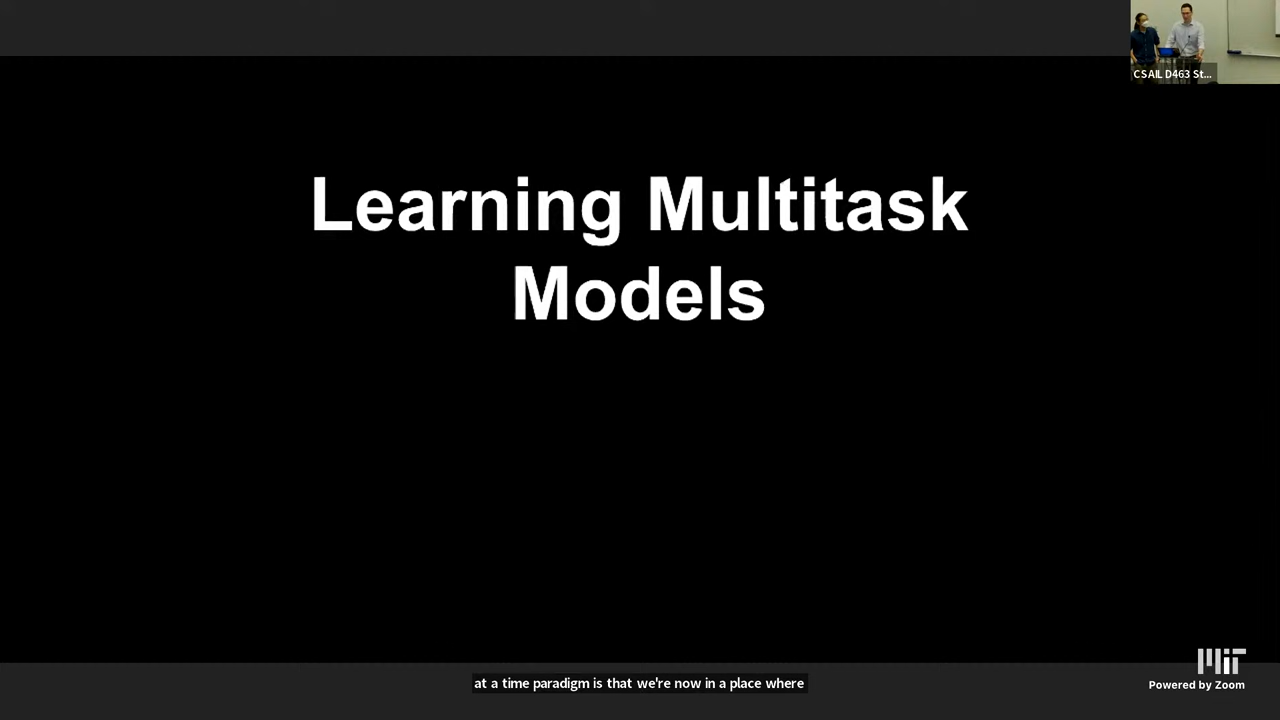 CSAIL D463 St...
Learning Multitask
Models
at a time paradigm is that we're now in a place where
MIT
Powered by Zoom